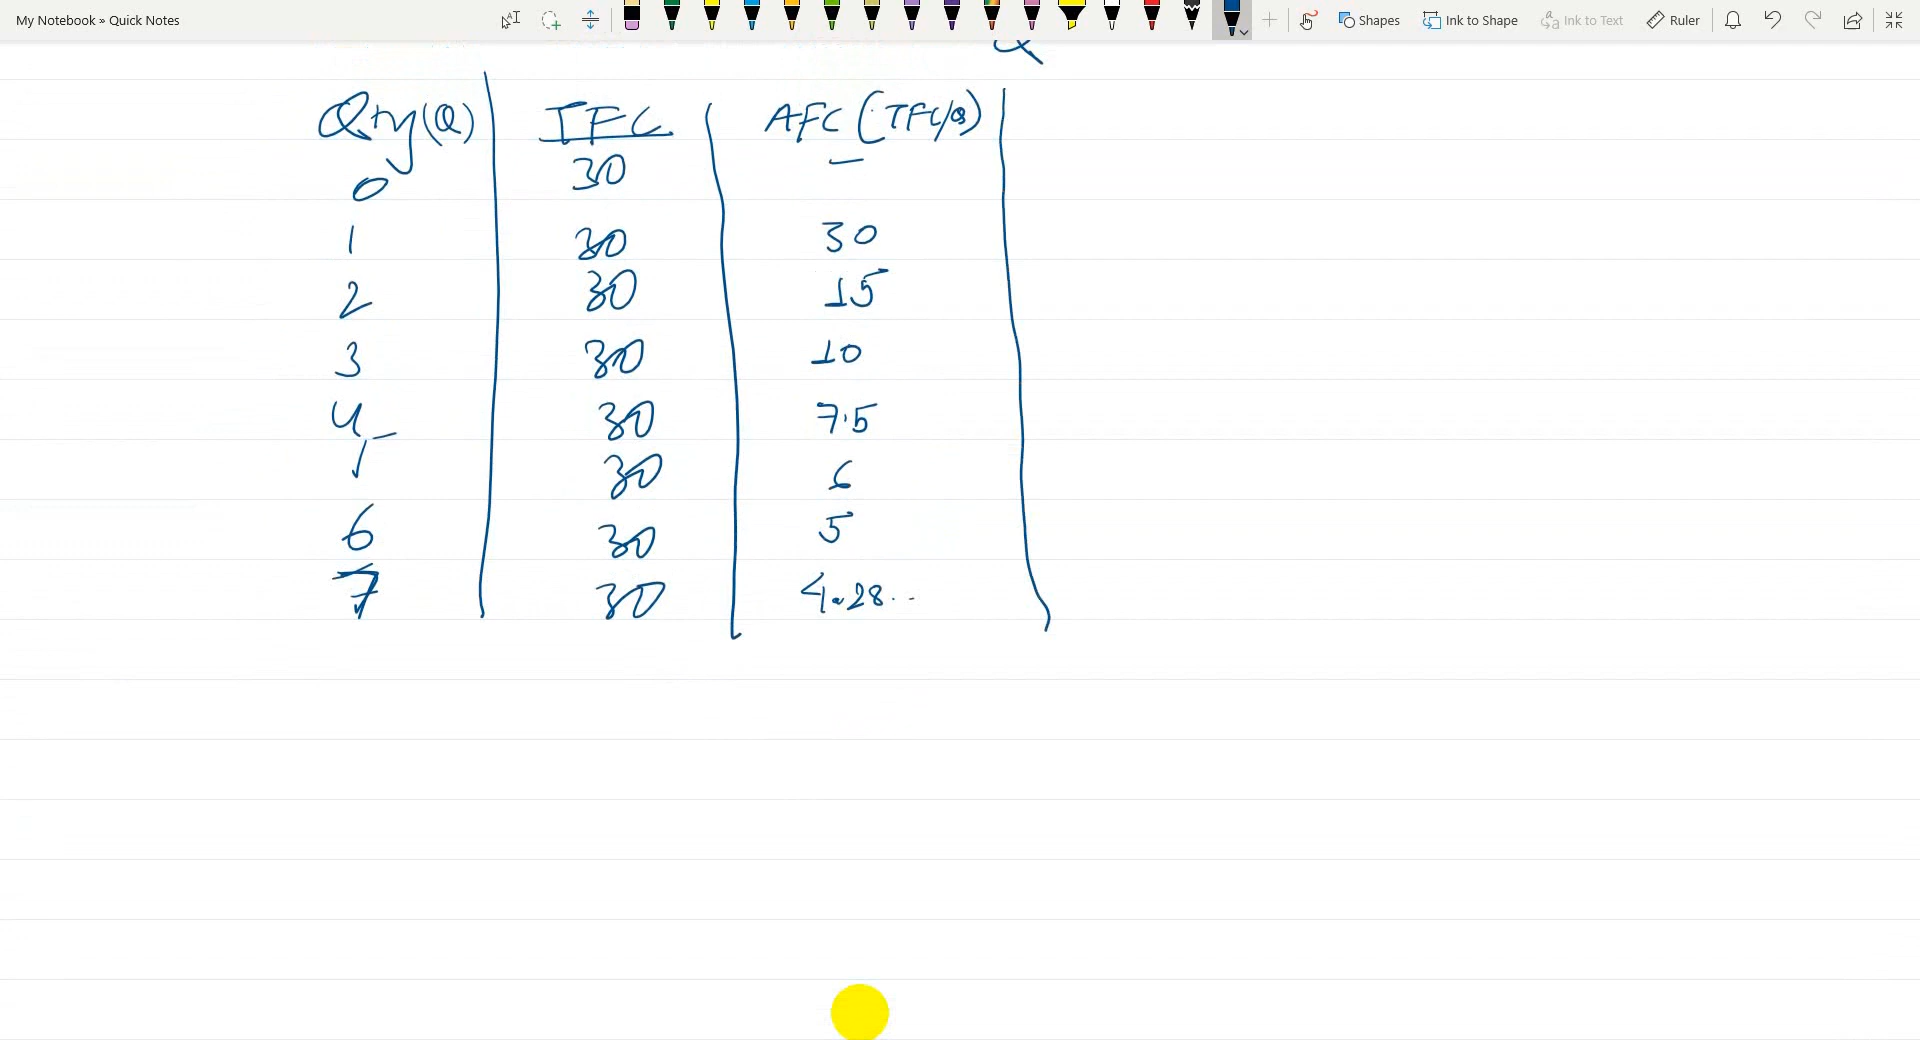 My Notebook » Quick Notes Shapes Ink to Shape Ink to Text Ruler
Qty(Q) TFC AFC (TFC/Q)
0 30 –
1 30 30
2 30 15
3 30 10
4 30 7.5
5 30 6
6 30 5
7 30 4.28..